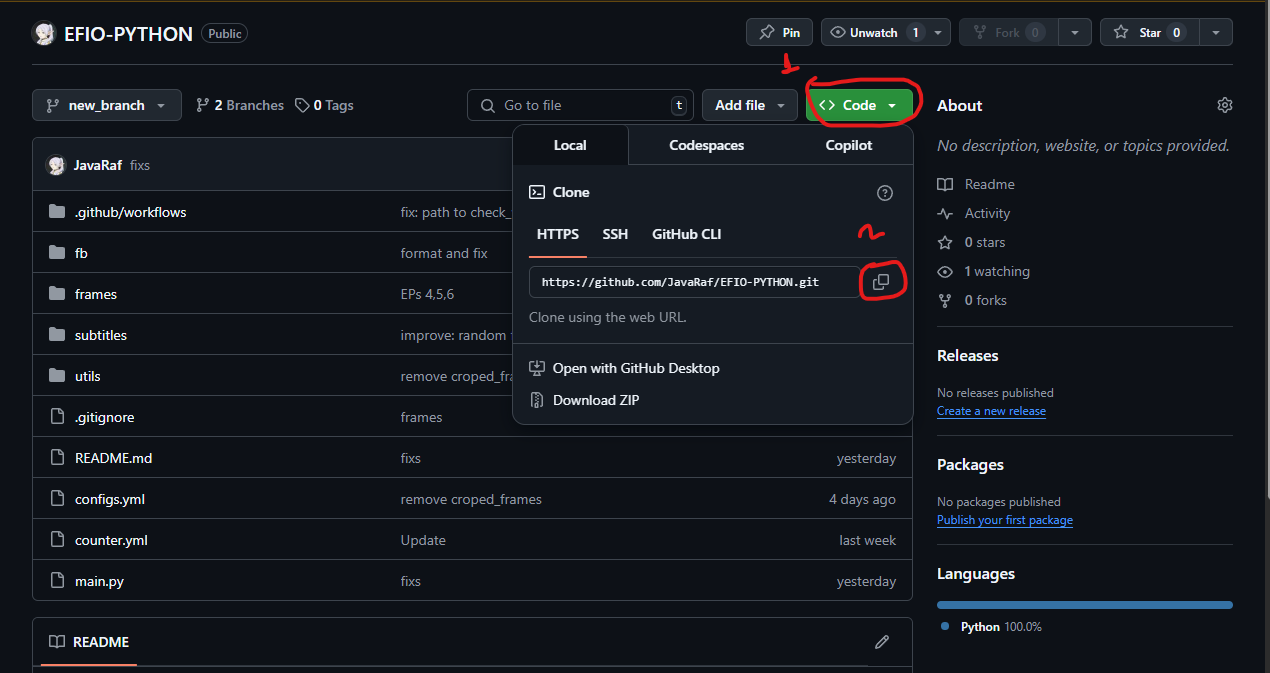 EFIO-PYTHON Public
Pin
Unwatch 1
Fork 0
Star 0
1
new_branch
2 Branches
0 Tags
Go to file
t
Add file
Code
JavaRaf fixs
.github/workflows fix: path to check_
fb format and fix
frames EPs 4,5,6
subtitles improve: random
utils remove croped_fra
.gitignore frames
README.md fixs yesterday
configs.yml remove croped_frames 4 days ago
counter.yml Update last week
main.py fixs yesterday
README
Local Codespaces Copilot
Clone
HTTPS SSH GitHub CLI
2
https://github.com/JavaRaf/EFIO-PYTHON.git
Clone using the web URL.
Open with GitHub Desktop
Download ZIP
About
No description, website, or topics provided.
Readme
Activity
0 stars
1 watching
0 forks
Releases
No releases published
Create a new release
Packages
No packages published
Publish your first package
Languages
Python 100.0%